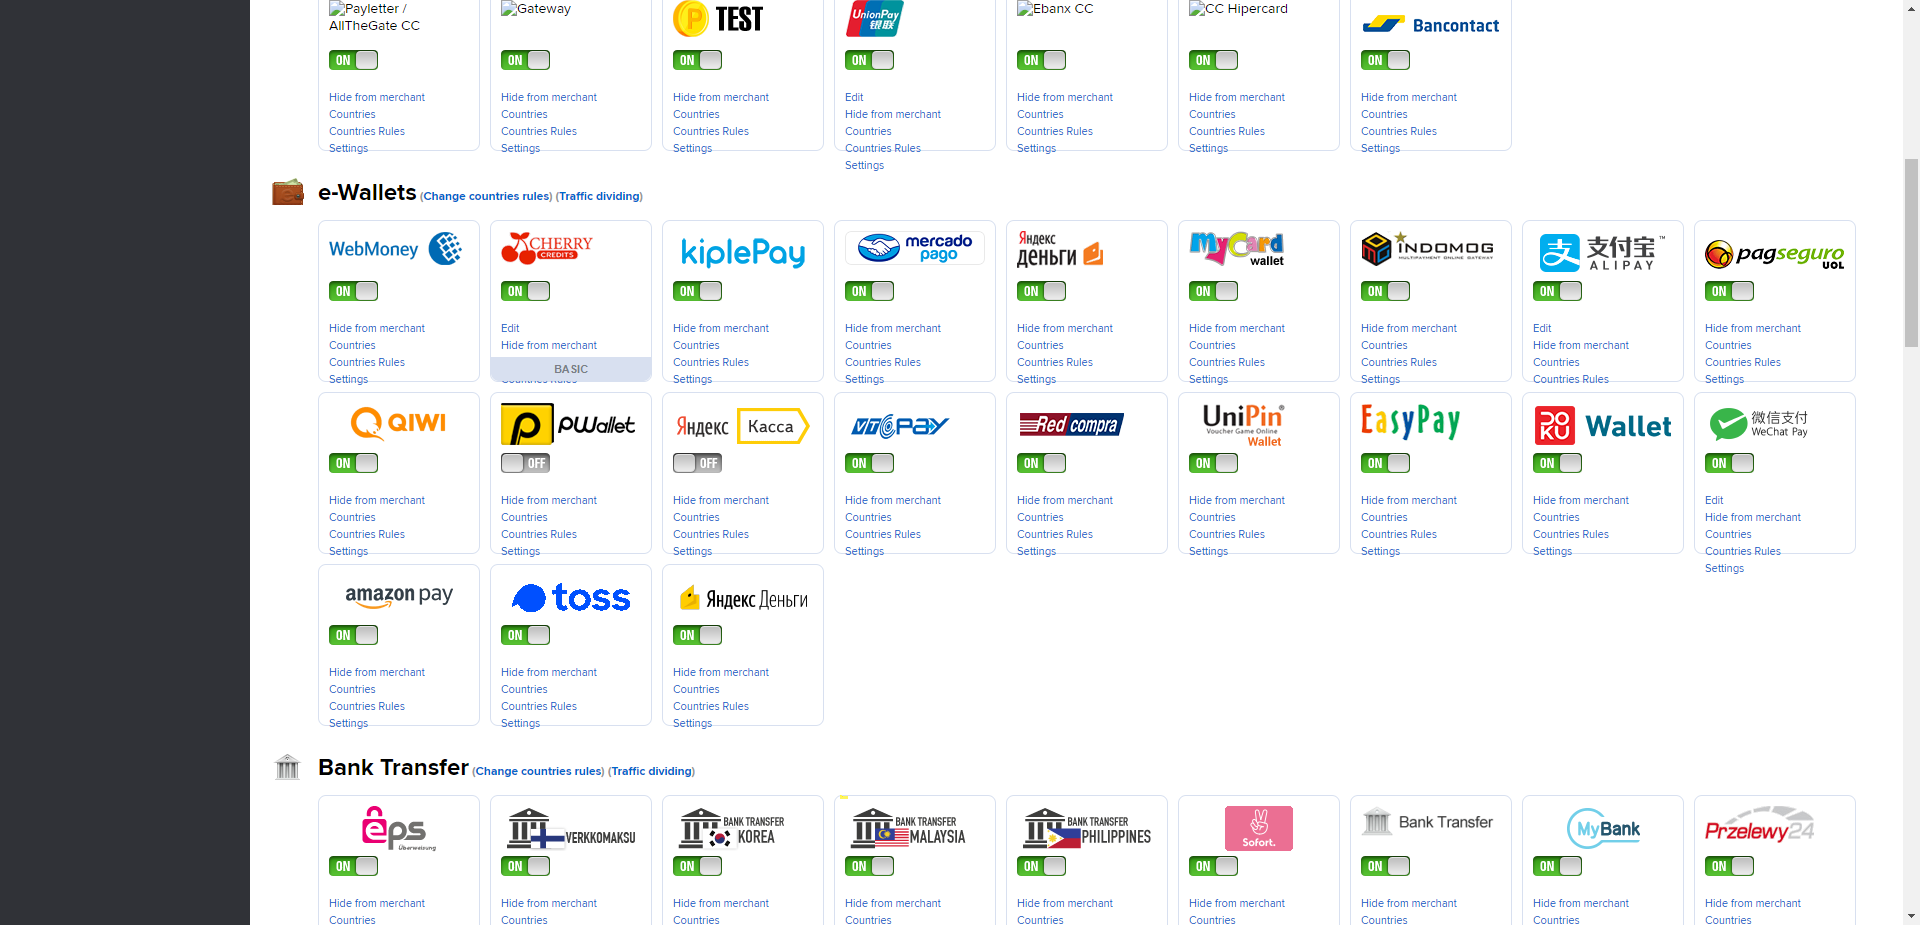 Payletter /
AllTheGate CC
ON
Hide from merchant
Countries
Countries Rules
Settings
Gateway
ON
Hide from merchant
Countries
Countries Rules
Settings
P TEST
ON
Hide from merchant
Countries
Countries Rules
Settings
UnionPay
银联
ON
Edit
Hide from merchant
Countries
Countries Rules
Settings
Ebanx CC
ON
Hide from merchant
Countries
Countries Rules
Settings
CC Hipercard
ON
Hide from merchant
Countries
Countries Rules
Settings
Bancontact
ON
Hide from merchant
Countries
Countries Rules
Settings
e-Wallets (Change countries rules) (Traffic dividing)
WebMoney
ON
Hide from merchant
Countries
Countries Rules
Settings
CHERRY
CREDITS
ON
Edit
Hide from merchant
BASIC
Countries Rules
kiplePay
ON
Hide from merchant
Countries
Countries Rules
Settings
mercado
pago
ON
Hide from merchant
Countries
Countries Rules
Settings
Яндекс
деньги
ON
Hide from merchant
Countries
Countries Rules
Settings
MyCard
wallet
ON
Hide from merchant
Countries
Countries Rules
Settings
INDOMOG
MULTIPAYMENT ONLINE GATEWAY
ON
Hide from merchant
Countries
Countries Rules
Settings
支 支付宝™
ALIPAY
ON
Edit
Hide from merchant
Countries
Countries Rules
pagseguro
UOL
ON
Hide from merchant
Countries
Countries Rules
Settings
QIWI
ON
Hide from merchant
Countries
Countries Rules
Settings
P PWallet
OFF
Hide from merchant
Countries
Countries Rules
Settings
Яндекс Касса
OFF
Hide from merchant
Countries
Countries Rules
Settings
VTCPAY
ON
Hide from merchant
Countries
Countries Rules
Settings
Redcompra
ON
Hide from merchant
Countries
Countries Rules
Settings
UniPin®
Voucher Game Online
Wallet
ON
Hide from merchant
Countries
Countries Rules
Settings
EasyPay
ON
Hide from merchant
Countries
Countries Rules
Settings
DOKU Wallet
ON
Hide from merchant
Countries
Countries Rules
Settings
微信支付
WeChat Pay
ON
Edit
Hide from merchant
Countries
Countries Rules
Settings
amazon pay
ON
Hide from merchant
Countries
Countries Rules
Settings
toss
ON
Hide from merchant
Countries
Countries Rules
Settings
Яндекс Деньги
ON
Hide from merchant
Countries
Countries Rules
Settings
Bank Transfer (Change countries rules) (Traffic dividing)
eps
Überweisung
ON
Hide from merchant
Countries
VERKKOMAKSU
ON
Hide from merchant
Countries
BANK TRANSFER
KOREA
ON
Hide from merchant
Countries
BANK TRANSFER
MALAYSIA
ON
Hide from merchant
Countries
BANK TRANSFER
PHILIPPINES
ON
Hide from merchant
Countries
Sofort.
ON
Hide from merchant
Countries
Bank Transfer
ON
Hide from merchant
Countries
MyBank
ON
Hide from merchant
Countries
Przelewy24
ON
Hide from merchant
Countries